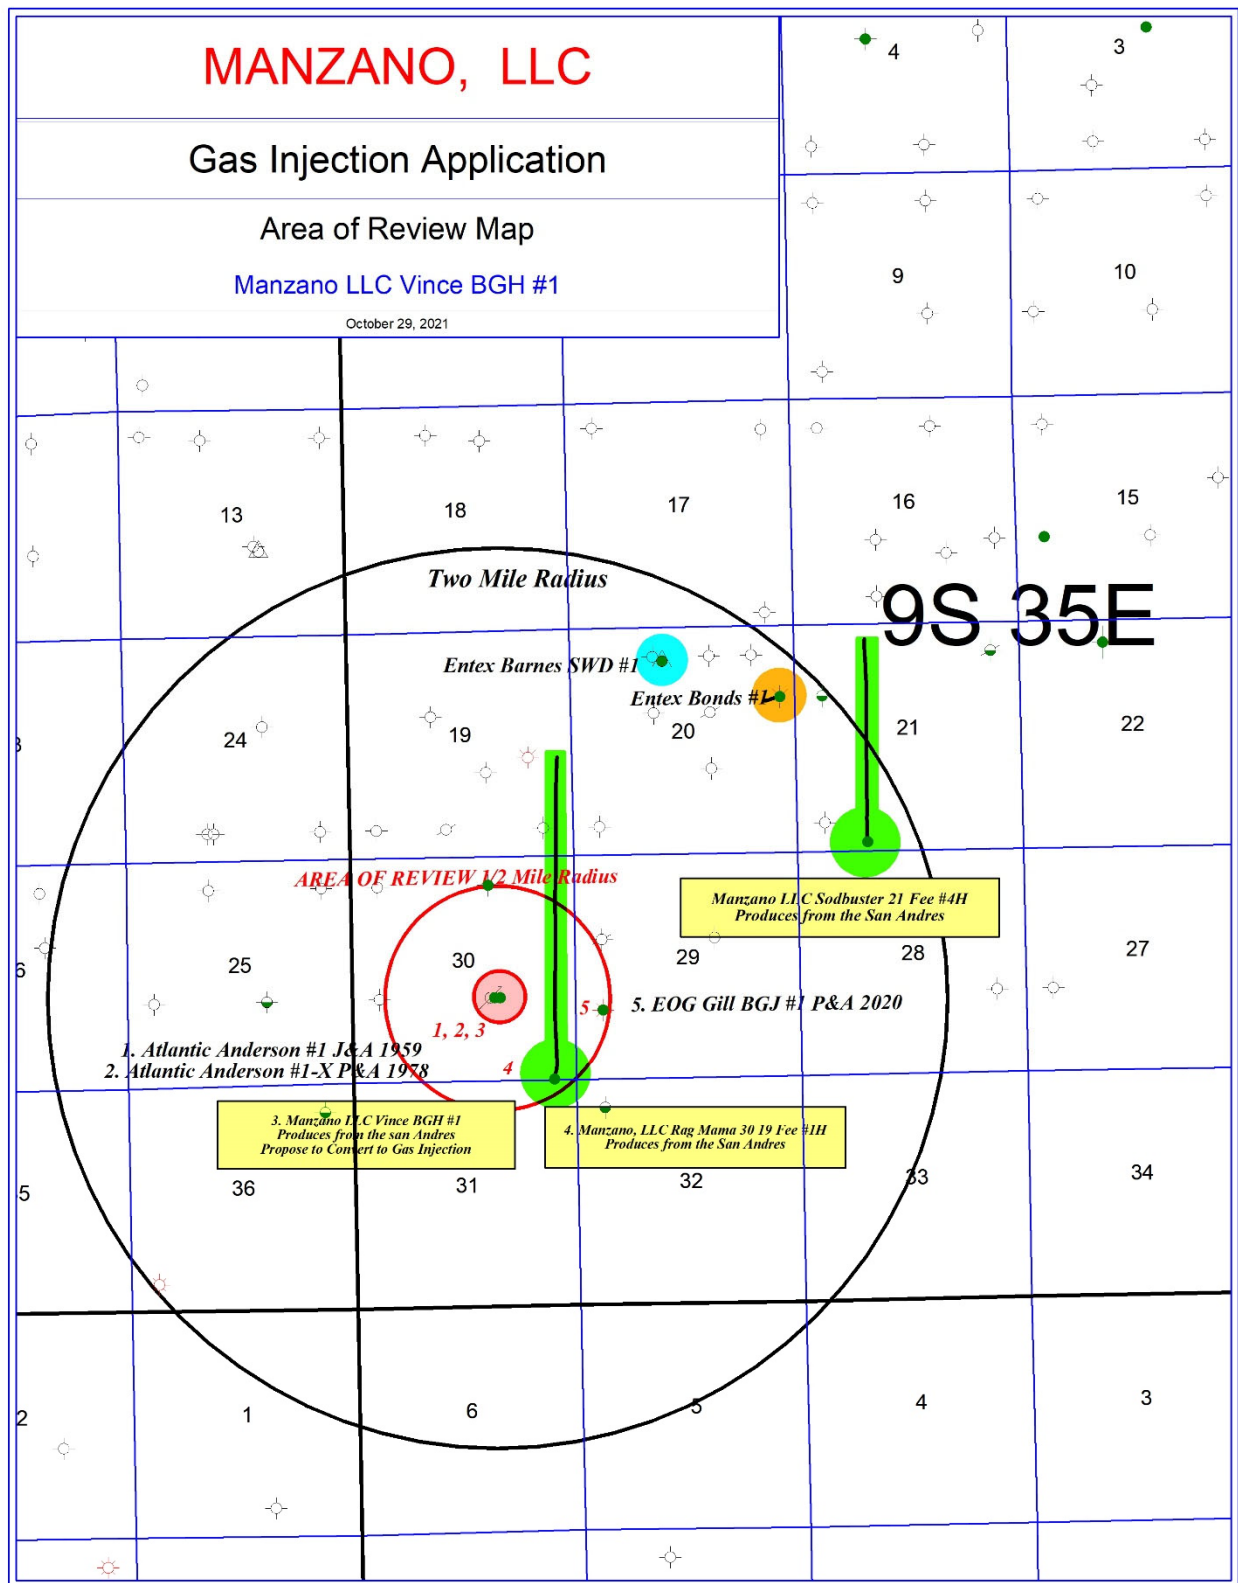 MANZANO, LLC
Gas Injection Application
Area of Review Map
Manzano LLC Vince BGH #1
October 29, 2021
4
3
9
10
13
18
17
16
15
Two Mile Radius
9S 35E
Entex Barnes SWD #1
Entex Bonds #1
24
19
20
21
22
AREA OF REVIEW 1/2 Mile Radius
Manzano LLC Sodbuster 21 Fee #4H
Produces from the San Andres
25
30
29
28
27
6
5
5. EOG Gill BGJ #1 P&A 2020
1, 2, 3
1. Atlantic Anderson #1 J&A 1959
2. Atlantic Anderson #1-X P&A 1978
4
3. Manzano LLC Vince BGH #1
Produces from the san Andres
Propose to Convert to Gas Injection
4. Manzano, LLC Rag Mama 30 19 Fee #1H
Produces from the San Andres
5
36
31
32
33
34
2
1
6
5
4
3